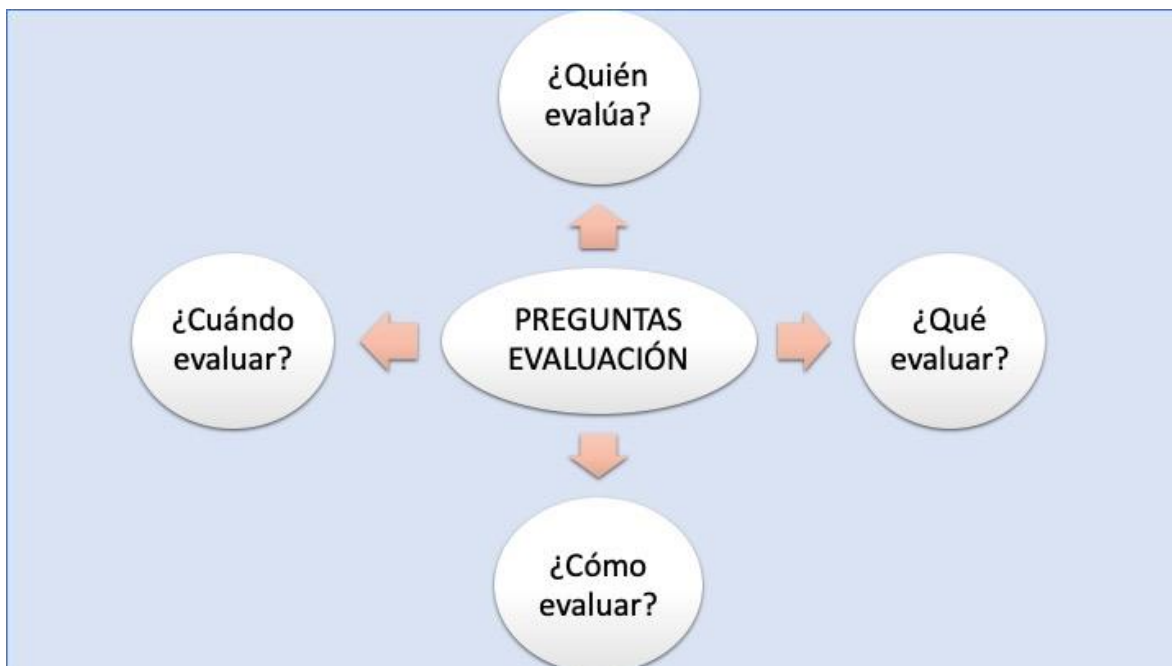 ¿Quién
evalúa?
¿Cuándo
evaluar?
PREGUNTAS
EVALUACIÓN
¿Qué
evaluar?
¿Cómo
evaluar?